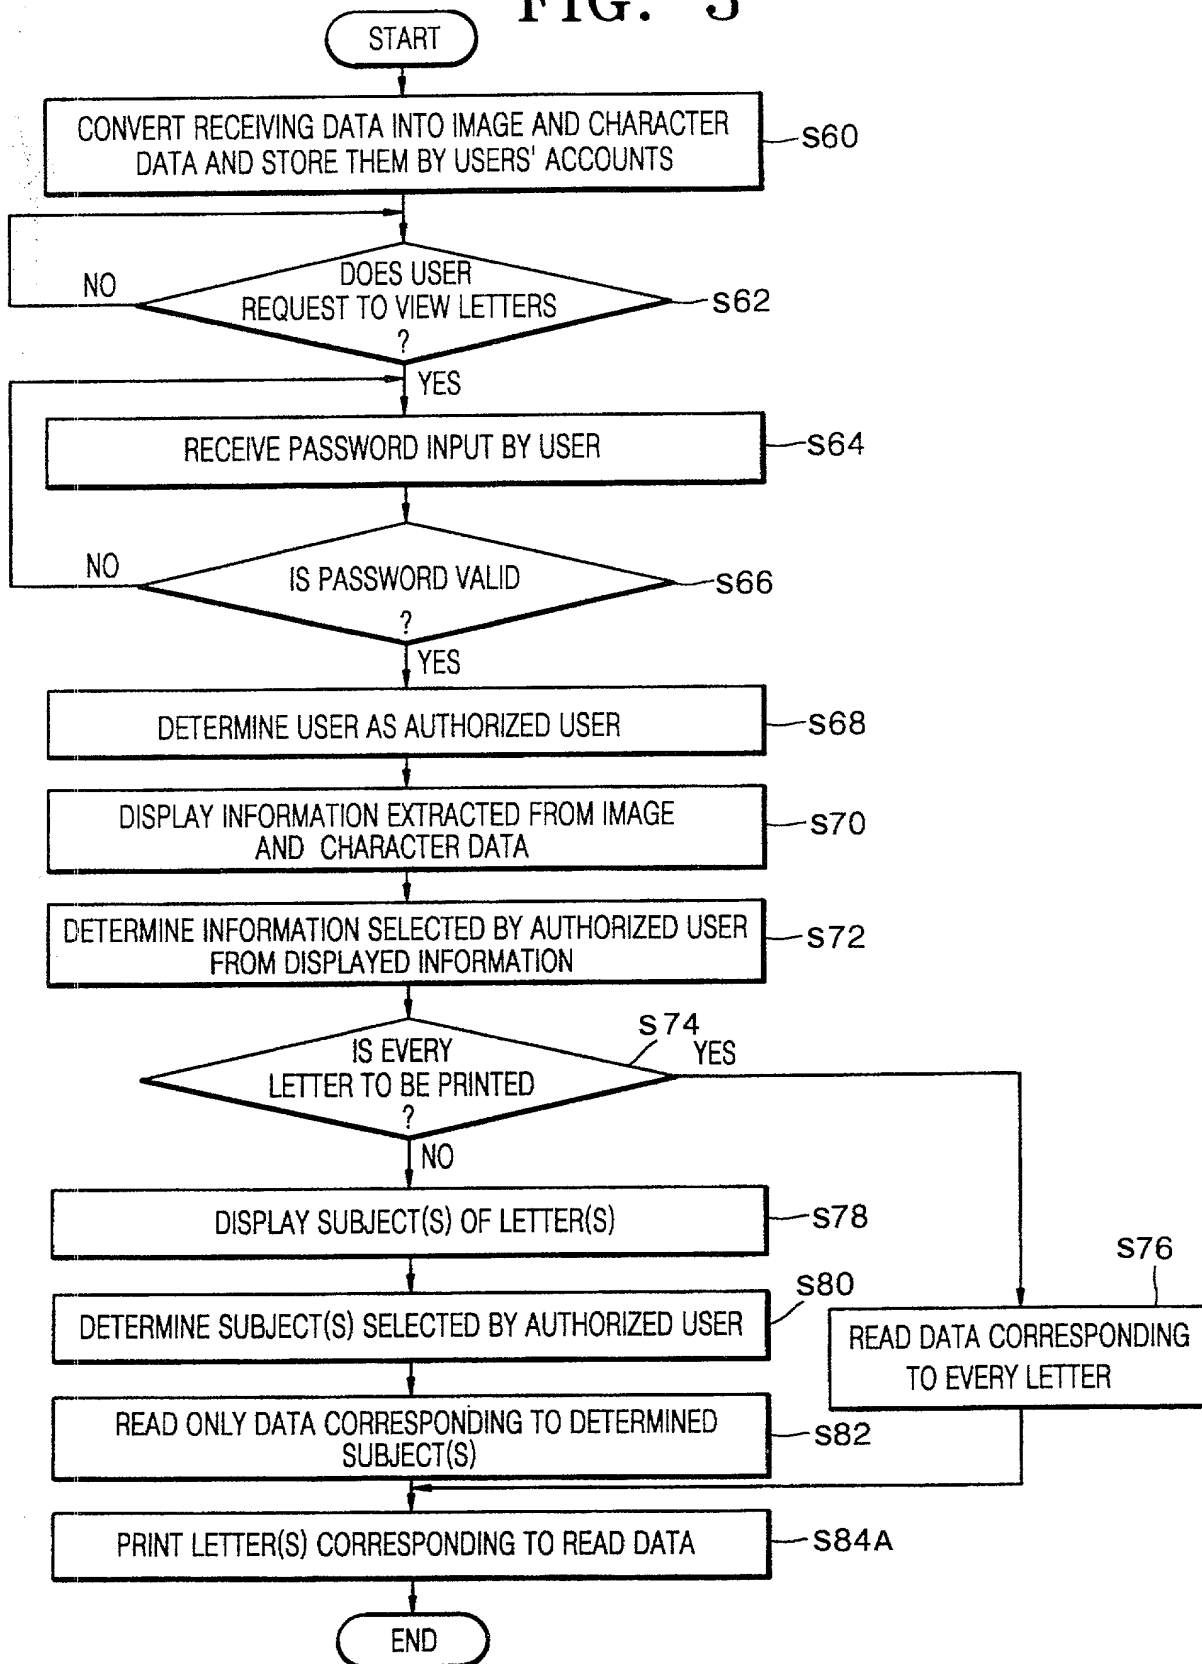 FIG. 5
START
CONVERT RECEIVING DATA INTO IMAGE AND CHARACTER
DATA AND STORE THEM BY USERS' ACCOUNTS
S60
NO
DOES USER
REQUEST TO VIEW LETTERS
?
S62
YES
RECEIVE PASSWORD INPUT BY USER
S64
NO
IS PASSWORD VALID
?
S66
YES
DETERMINE USER AS AUTHORIZED USER
S68
DISPLAY INFORMATION EXTRACTED FROM IMAGE
AND CHARACTER DATA
S70
DETERMINE INFORMATION SELECTED BY AUTHORIZED USER
FROM DISPLAYED INFORMATION
S72
IS EVERY
LETTER TO BE PRINTED
?
S74
YES
NO
DISPLAY SUBJECT(S) OF LETTER(S)
S78
DETERMINE SUBJECT(S) SELECTED BY AUTHORIZED USER
S80
S76
READ DATA CORRESPONDING
TO EVERY LETTER
READ ONLY DATA CORRESPONDING TO DETERMINED
SUBJECT(S)
S82
PRINT LETTER(S) CORRESPONDING TO READ DATA
S84A
END